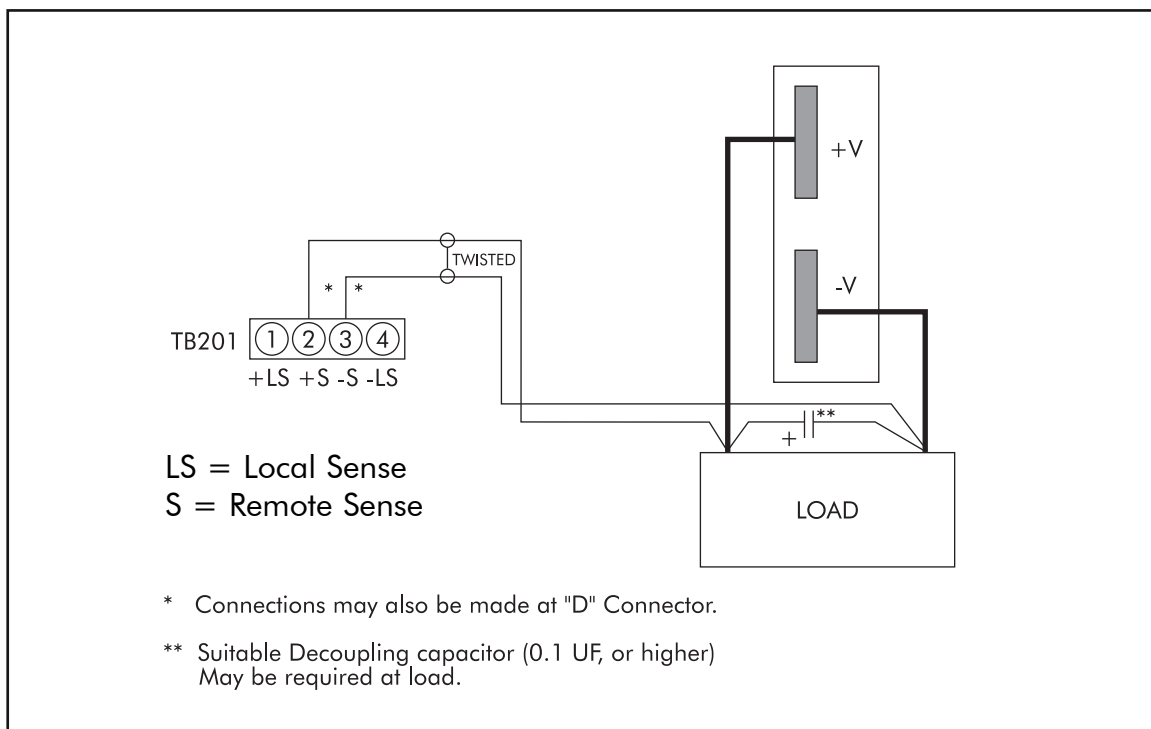 +V
-V
TWISTED
* *
TB201 1 2 3 4
+LS +S -S -LS
+ **
LS = Local Sense
S = Remote Sense
LOAD
* Connections may also be made at "D" Connector.
** Suitable Decoupling capacitor (0.1 UF, or higher)
May be required at load.